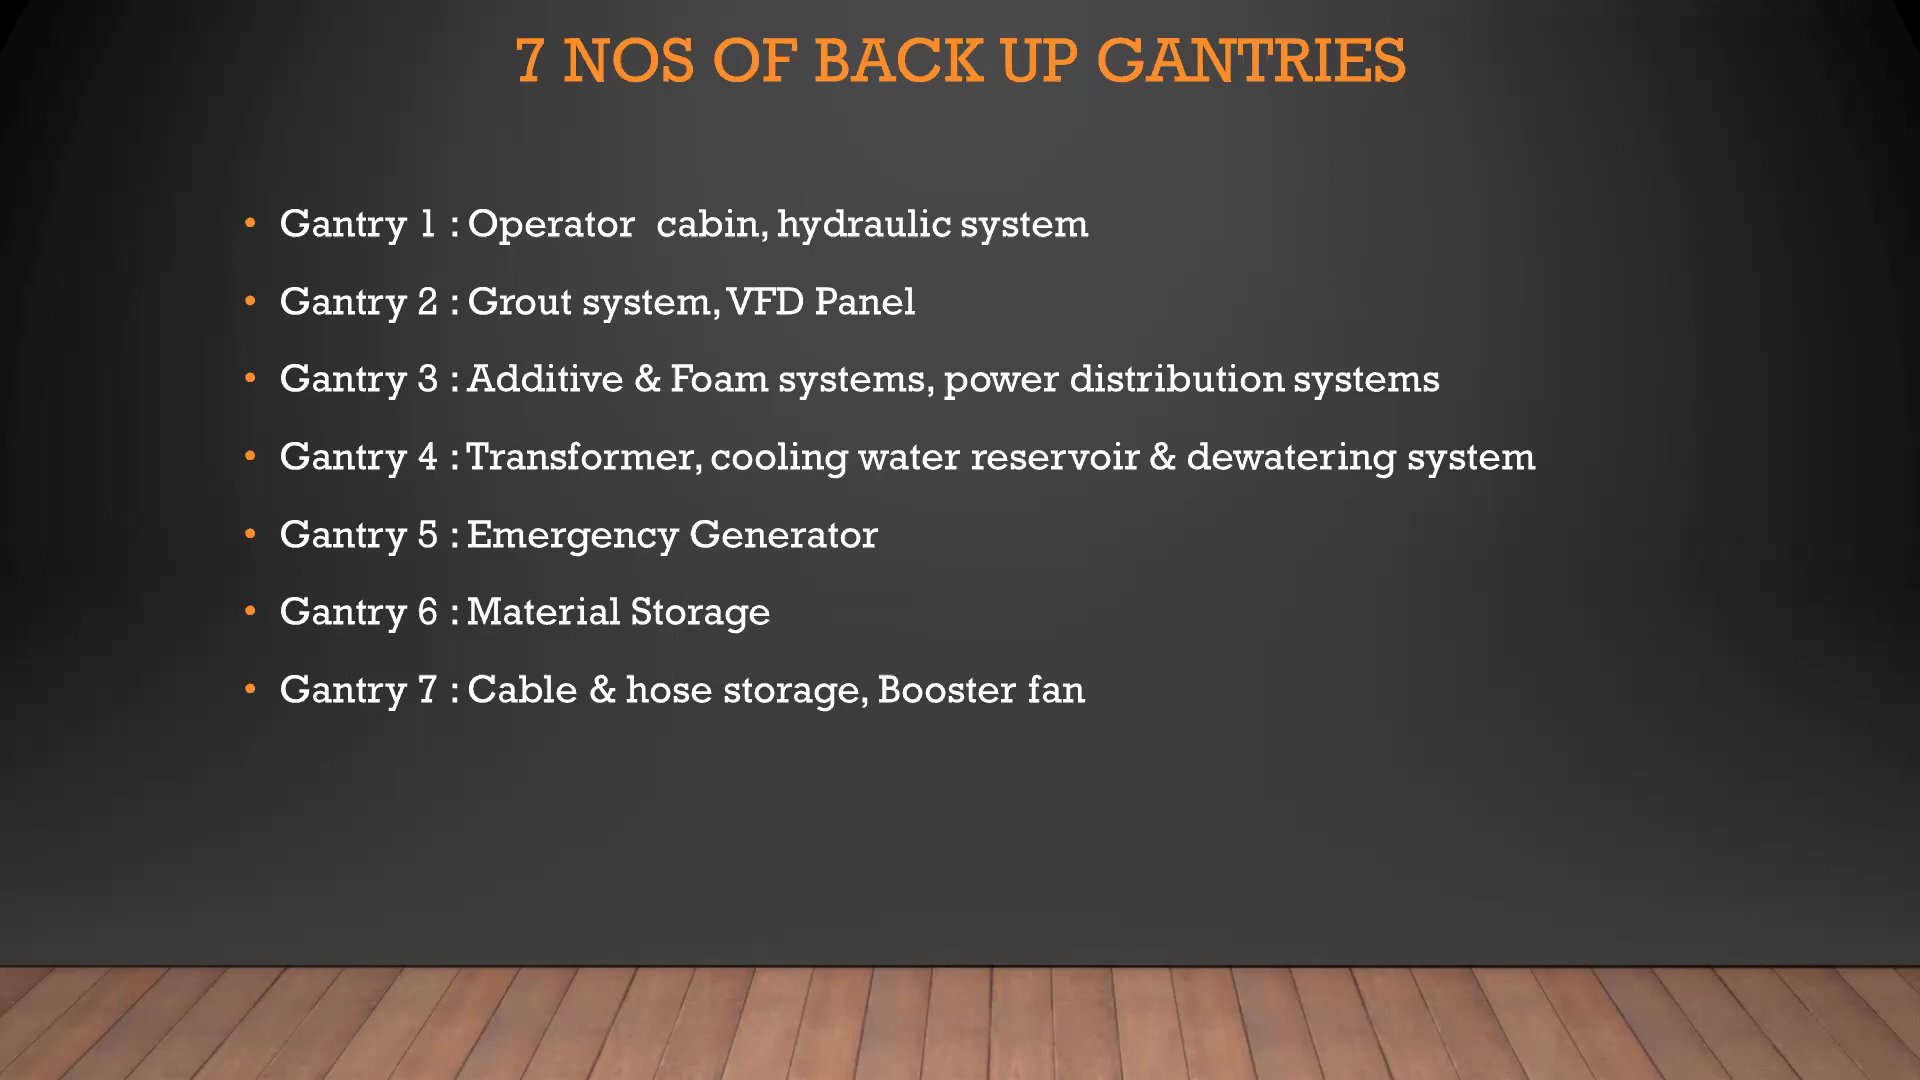 7 NOS OF BACK UP GANTRIES
• Gantry 1 : Operator cabin, hydraulic system
• Gantry 2 : Grout system, VFD Panel
• Gantry 3 : Additive & Foam systems, power distribution systems
• Gantry 4 : Transformer, cooling water reservoir & dewatering system
• Gantry 5 : Emergency Generator
• Gantry 6 : Material Storage
• Gantry 7 : Cable & hose storage, Booster fan